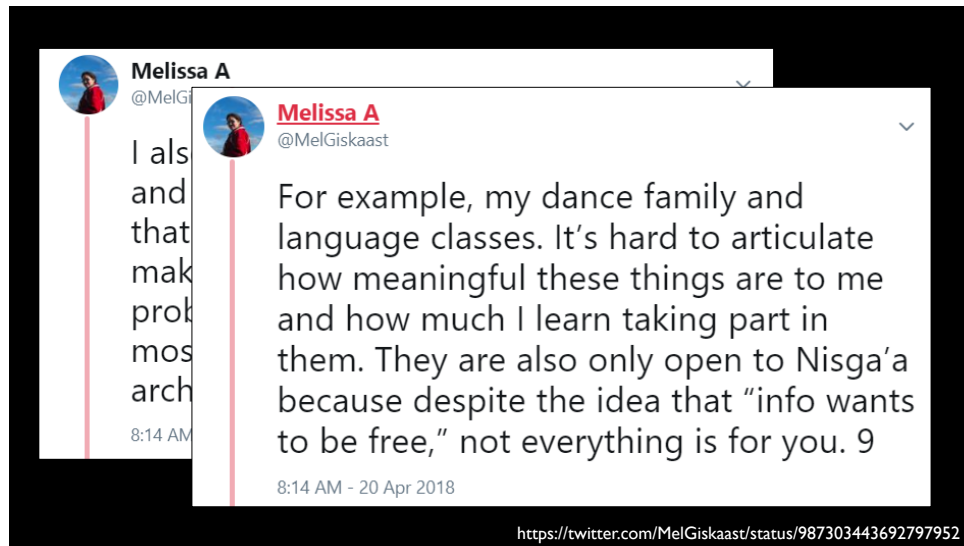 Melissa A
@MelGi
I als
and
that
mak
prob
mos
arch
8:14 AM
Melissa A
@MelGiskaast
For example, my dance family and
language classes. It’s hard to articulate
how meaningful these things are to me
and how much I learn taking part in
them. They are also only open to Nisga’a
because despite the idea that “info wants
to be free,” not everything is for you. 9
8:14 AM - 20 Apr 2018
https://twitter.com/MelGiskaast/status/987303443692797952